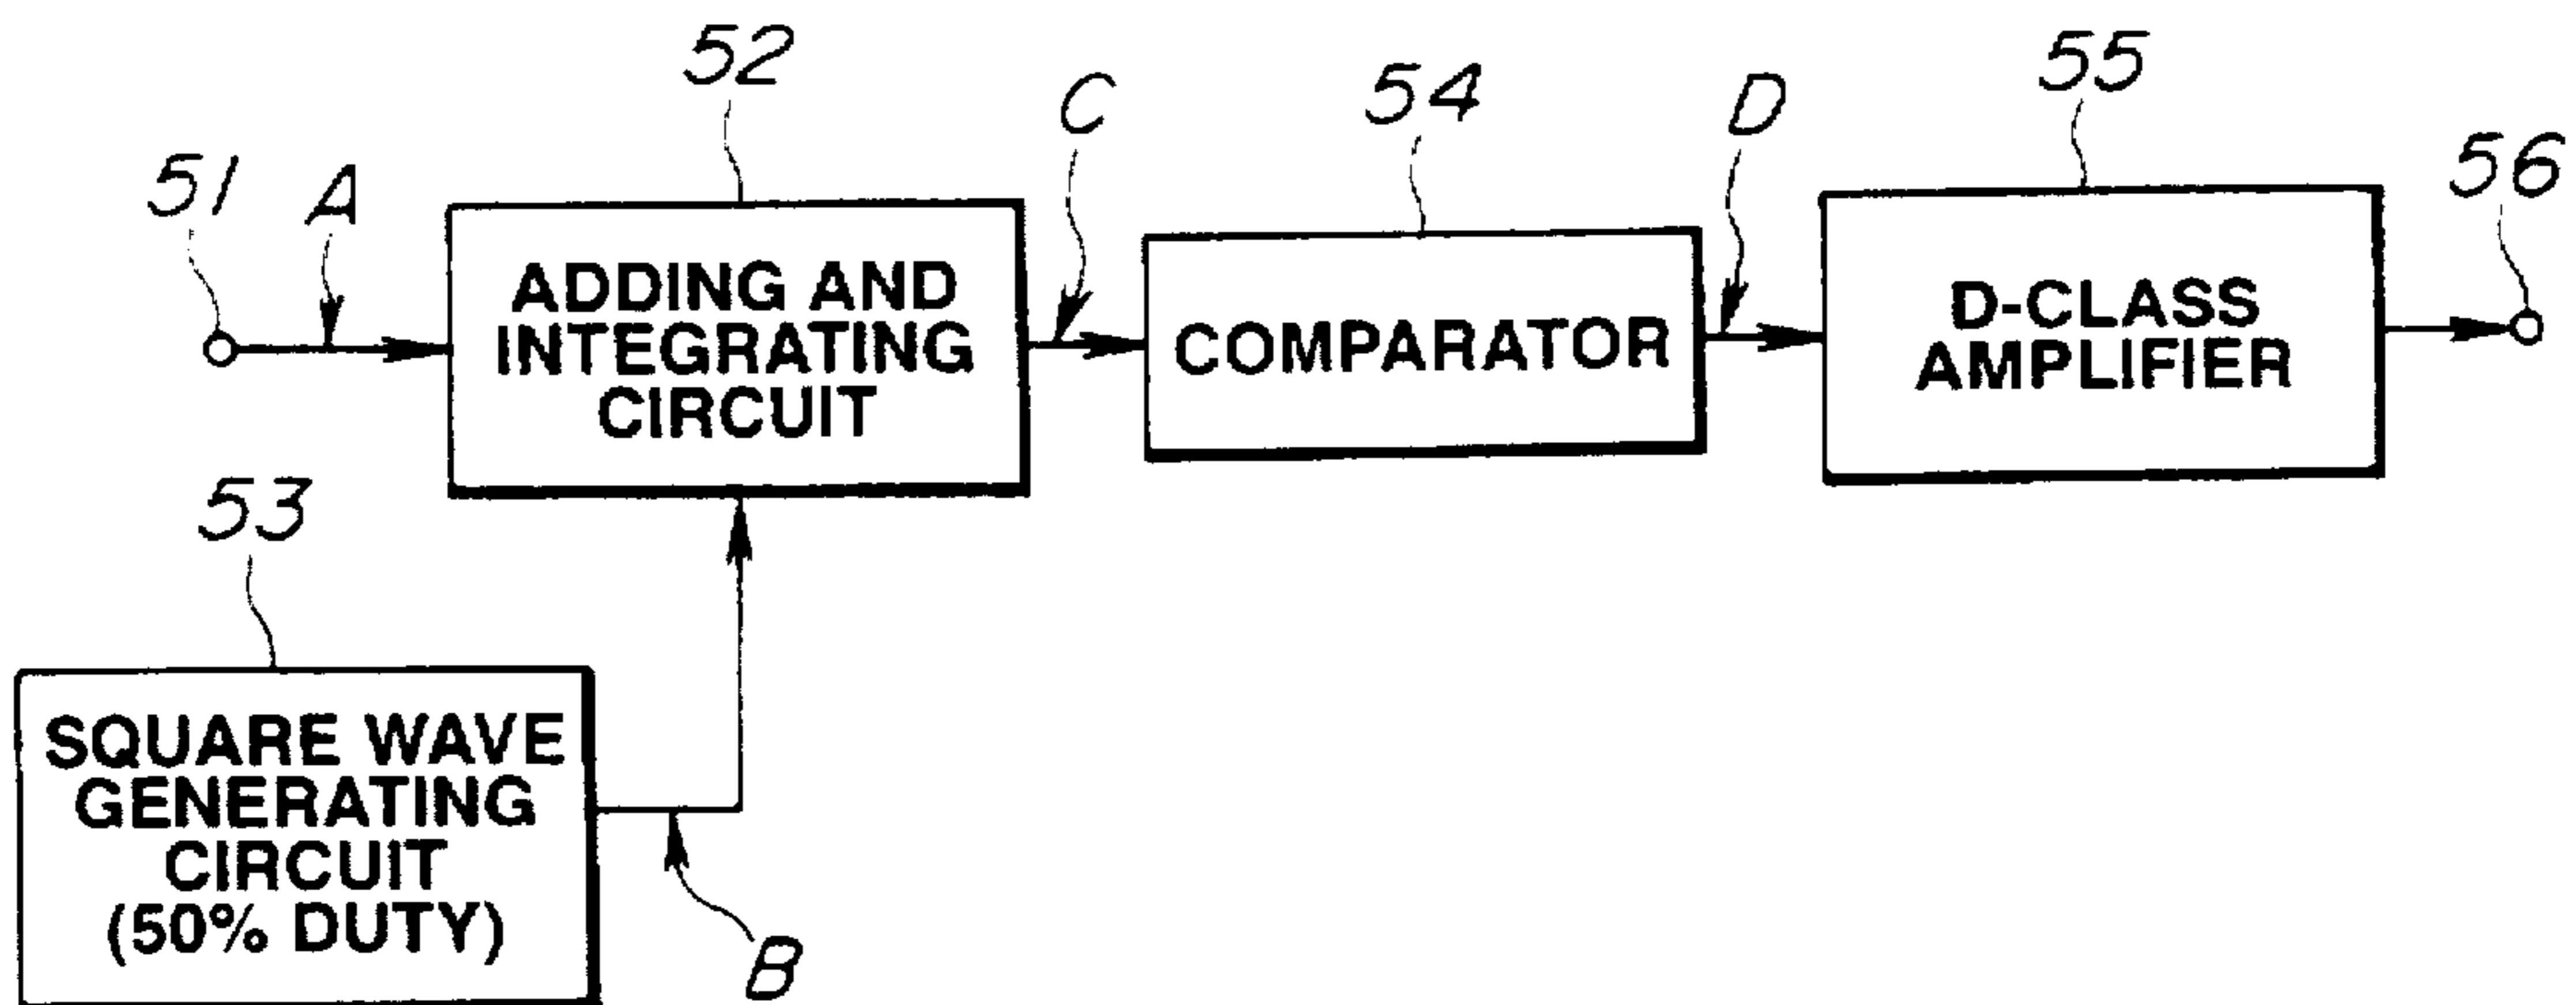 51
A
52
C
54
D
55
56
ADDING AND
INTEGRATING
CIRCUIT
COMPARATOR
D-CLASS
AMPLIFIER
53
SQUARE WAVE
GENERATING
CIRCUIT
(50% DUTY)
B